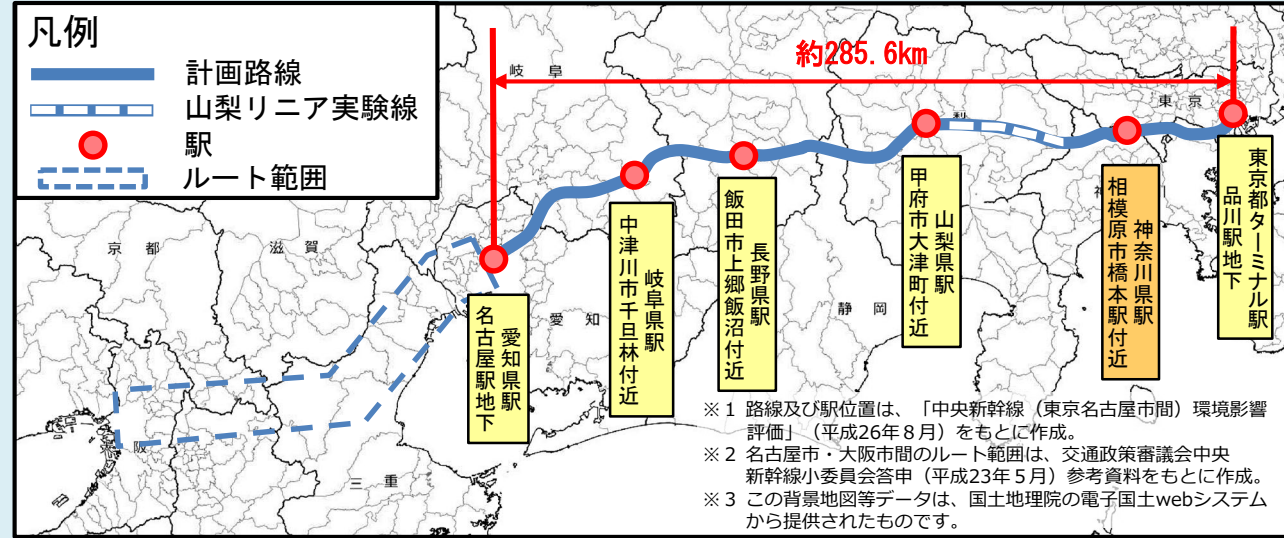 凡例
計画路線
山梨リニア実験線
駅
ルート範囲
約285.6km
岐 阜
東 京
梨
京 都
滋 賀
愛 知
静 岡
三 重
阪
神
東京都ターミナル駅
品川駅地下
神奈川県駅
相模原市橋本駅付近
山梨県駅
甲府市大津町付近
長野県駅
飯田市上郷飯沼付近
岐阜県駅
中津川市千旦林付近
愛知県駅
名古屋駅地下
※1 路線及び駅位置は、「中央新幹線（東京名古屋市間）環境影響
評価」（平成26年8月）をもとに作成。
※2 名古屋市・大阪市間のルート範囲は、交通政策審議会中央
新幹線小委員会答申（平成23年5月）参考資料をもとに作成。
※3 この背景地図等データは、国土地理院の電子国土webシステム
から提供されたものです。